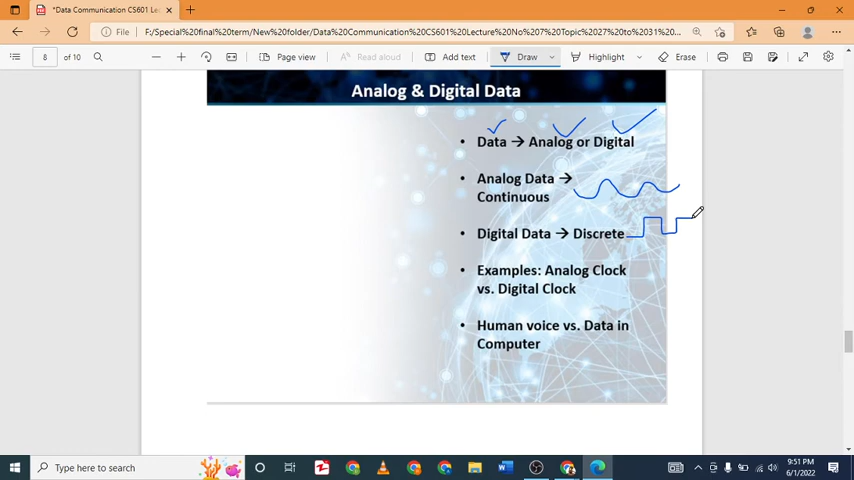 *Data Communication CS601 Le
File
F:/Special%20final%20term/New%20folder/Data%20Communication%20CS601%20Lecture%20No%207%20Topic%2027%20to%2031%20...
8 of 10
Page view
Read aloud
Add text
Draw
Highlight
Erase
Analog & Digital Data
• Data → Analog or Digital
• Analog Data →
Continuous
• Digital Data → Discrete
• Examples: Analog Clock
vs. Digital Clock
• Human voice vs. Data in
Computer
Type here to search
9:51 PM
6/1/2022